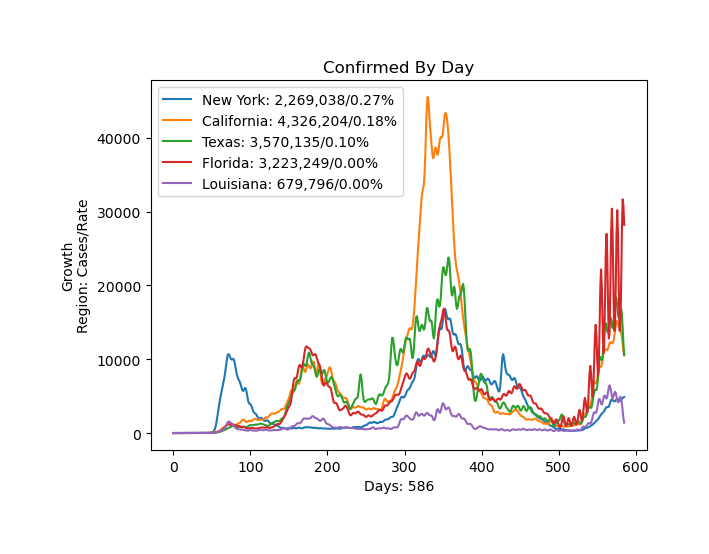 Confirmed By Day
New York: 2,269,038/0.27%
California: 4,326,204/0.18%
Texas: 3,570,135/0.10%
Florida: 3,223,249/0.00%
Louisiana: 679,796/0.00%
Growth
Region: Cases/Rate
40000
30000
20000
10000
0
0 100 200 300 400 500 600
Days: 586